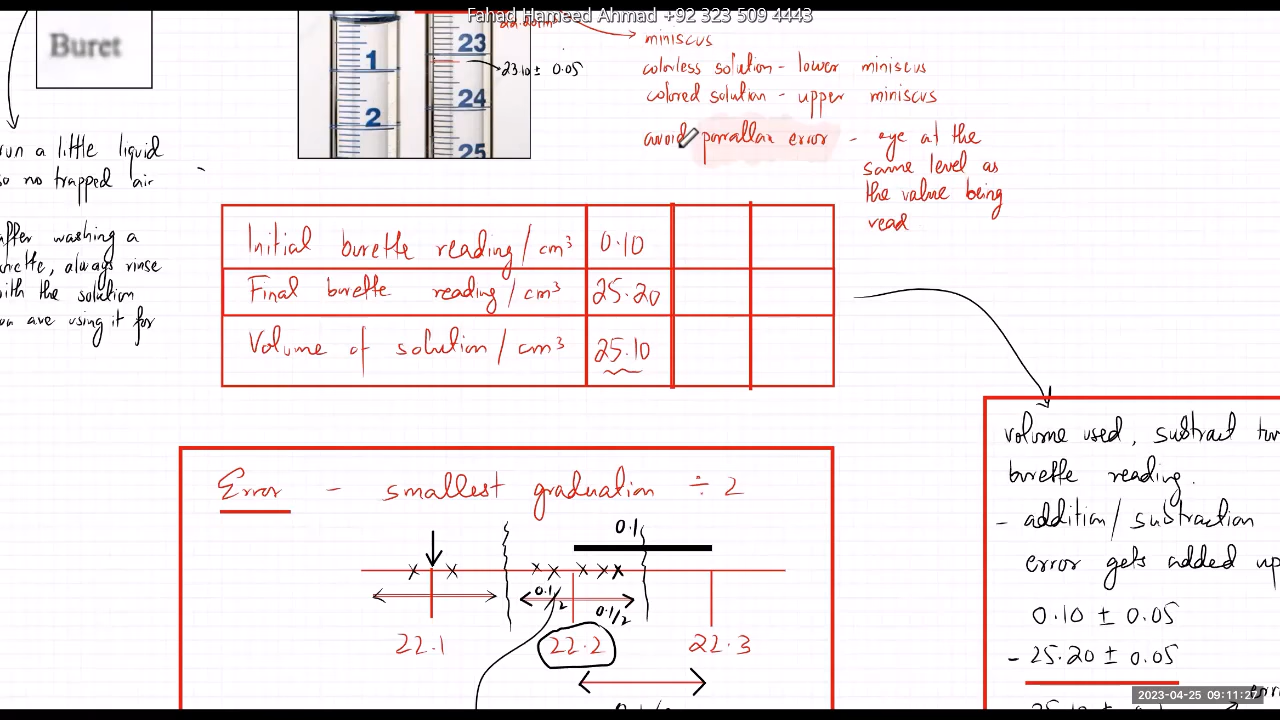 Fahad Hameed Ahmad +92 323 509 4443
Buret
1
2
23
24
25
23.10 ± 0.05
miniscus
colorless solution - lower miniscus
colored solution - upper miniscus
avoid parrallax error - eye at the
same level as
the value being
read
run a little liquid
so no trapped air
after washing a
burette, always rinse
with the solution
you are using it for
Initial burette reading/cm³ 0.10
Final burette reading/cm³ 25.20
Volume of solution/cm³ 25.10
Error - smallest graduation ÷ 2
0.1
0.1/2
0.1/2
22.1 22.2 22.3
volume used, subtract
burette reading.
- addition/subtraction
error gets added up
0.10 ± 0.05
- 25.20 ± 0.05
2023-04-25 09:11:27